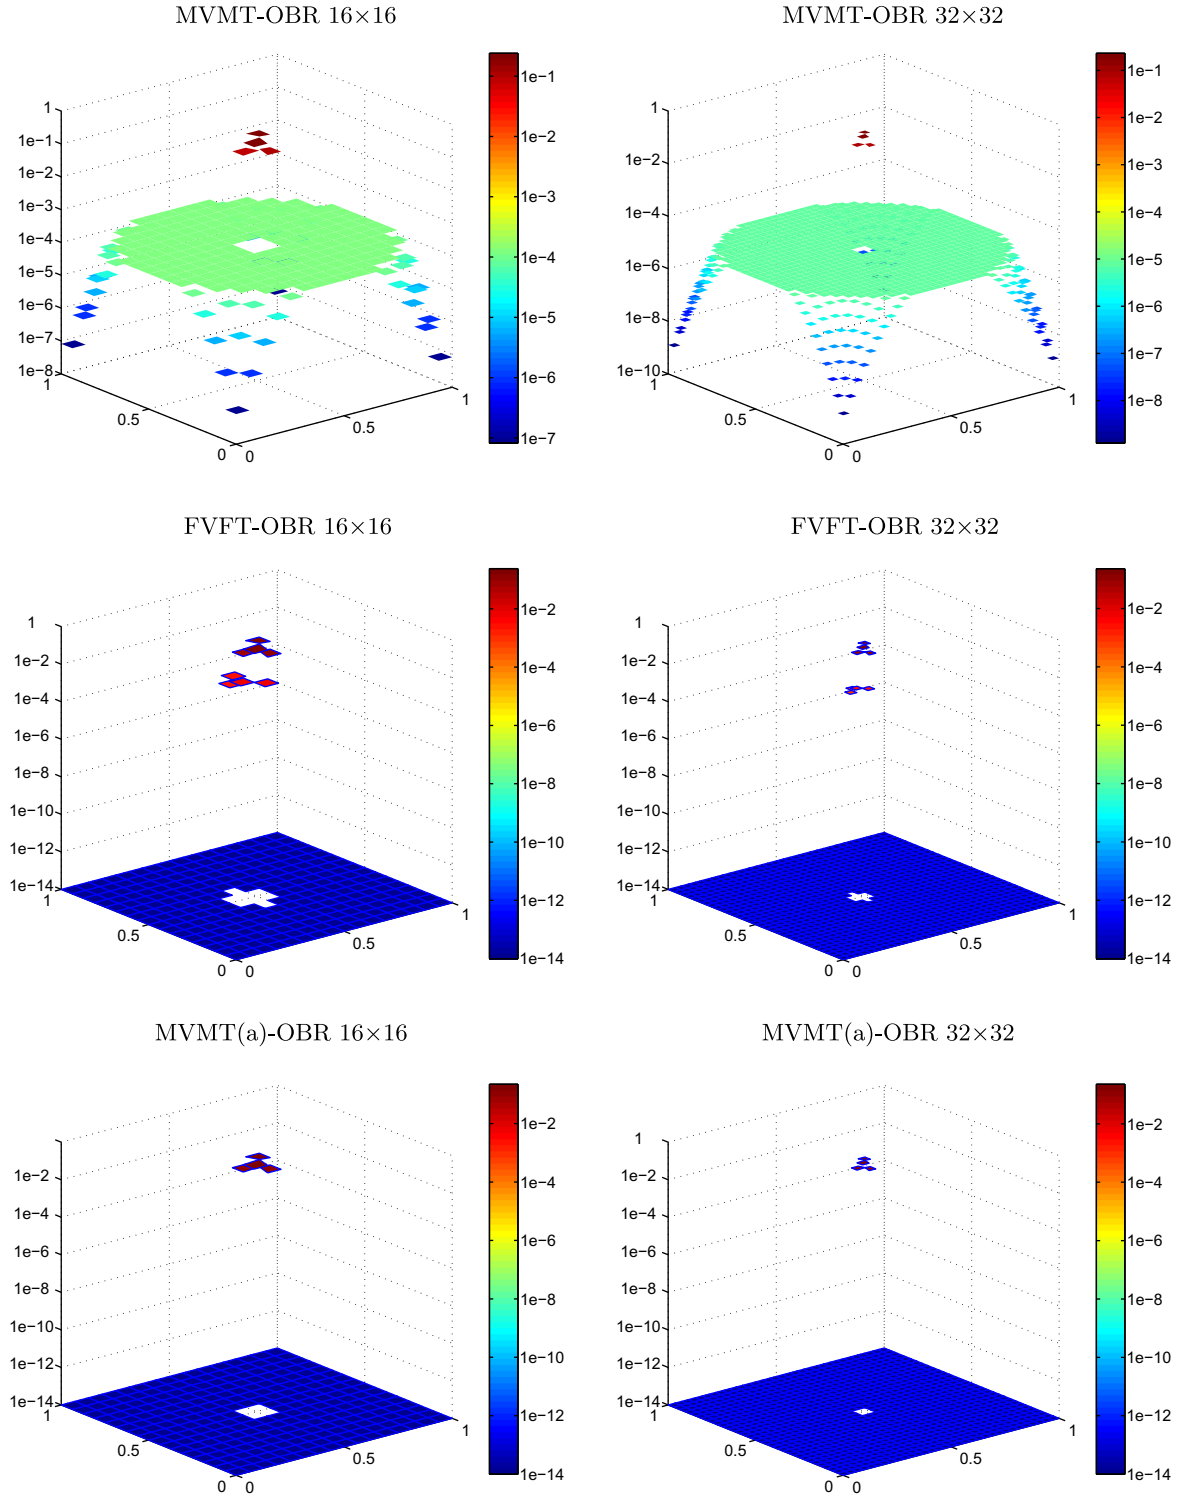 MVMT-OBR 16×16
1
1e−1
1e−2
1e−3
1e−4
1e−5
1e−6
1e−7
1e−8
1
0.5
0
0
0.5
1
1e−1
1e−2
1e−3
1e−4
1e−5
1e−6
1e−7
MVMT-OBR 32×32
1
1e−2
1e−4
1e−6
1e−8
1e−10
1
0.5
0
0
0.5
1
1e−1
1e−2
1e−3
1e−4
1e−5
1e−6
1e−7
1e−8
FVFT-OBR 16×16
1
1e−2
1e−4
1e−6
1e−8
1e−10
1e−12
1e−14
1
0.5
0
0
0.5
1
1e−2
1e−4
1e−6
1e−8
1e−10
1e−12
1e−14
FVFT-OBR 32×32
1
1e−2
1e−4
1e−6
1e−8
1e−10
1e−12
1e−14
1
0.5
0
0
0.5
1
1e−2
1e−4
1e−6
1e−8
1e−10
1e−12
1e−14
MVMT(a)-OBR 16×16
1e−2
1e−4
1e−6
1e−8
1e−10
1e−12
1e−14
1
0.5
0
0
0.5
1
1e−2
1e−4
1e−6
1e−8
1e−10
1e−12
1e−14
MVMT(a)-OBR 32×32
1
1e−2
1e−4
1e−6
1e−8
1e−10
1e−12
1e−14
1
0.5
0
0
0.5
1
1e−2
1e−4
1e−6
1e−8
1e−10
1e−12
1e−14